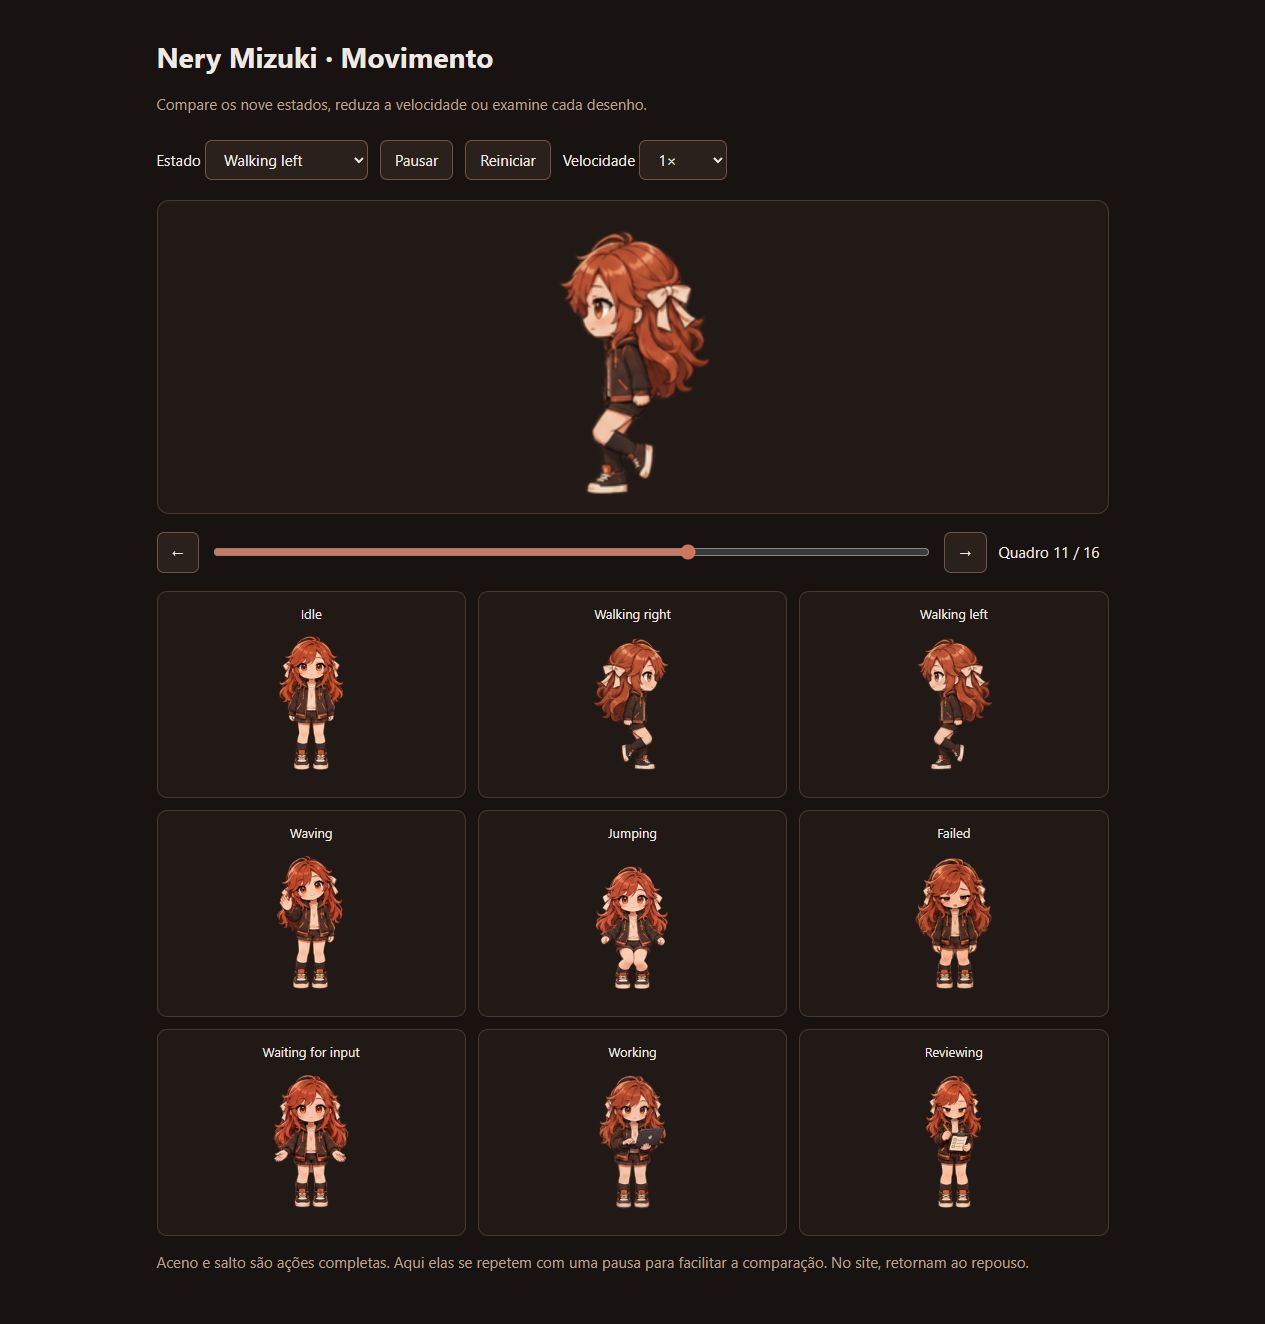 Nery Mizuki · Movimento
Compare os nove estados, reduza a velocidade ou examine cada desenho.
Estado Walking left Pausar Reiniciar Velocidade 1×
← → Quadro 11 / 16
Idle Walking right Walking left
Waving Jumping Failed
Waiting for input Working Reviewing
Aceno e salto são ações completas. Aqui elas se repetem com uma pausa para facilitar a comparação. No site, retornam ao repouso.